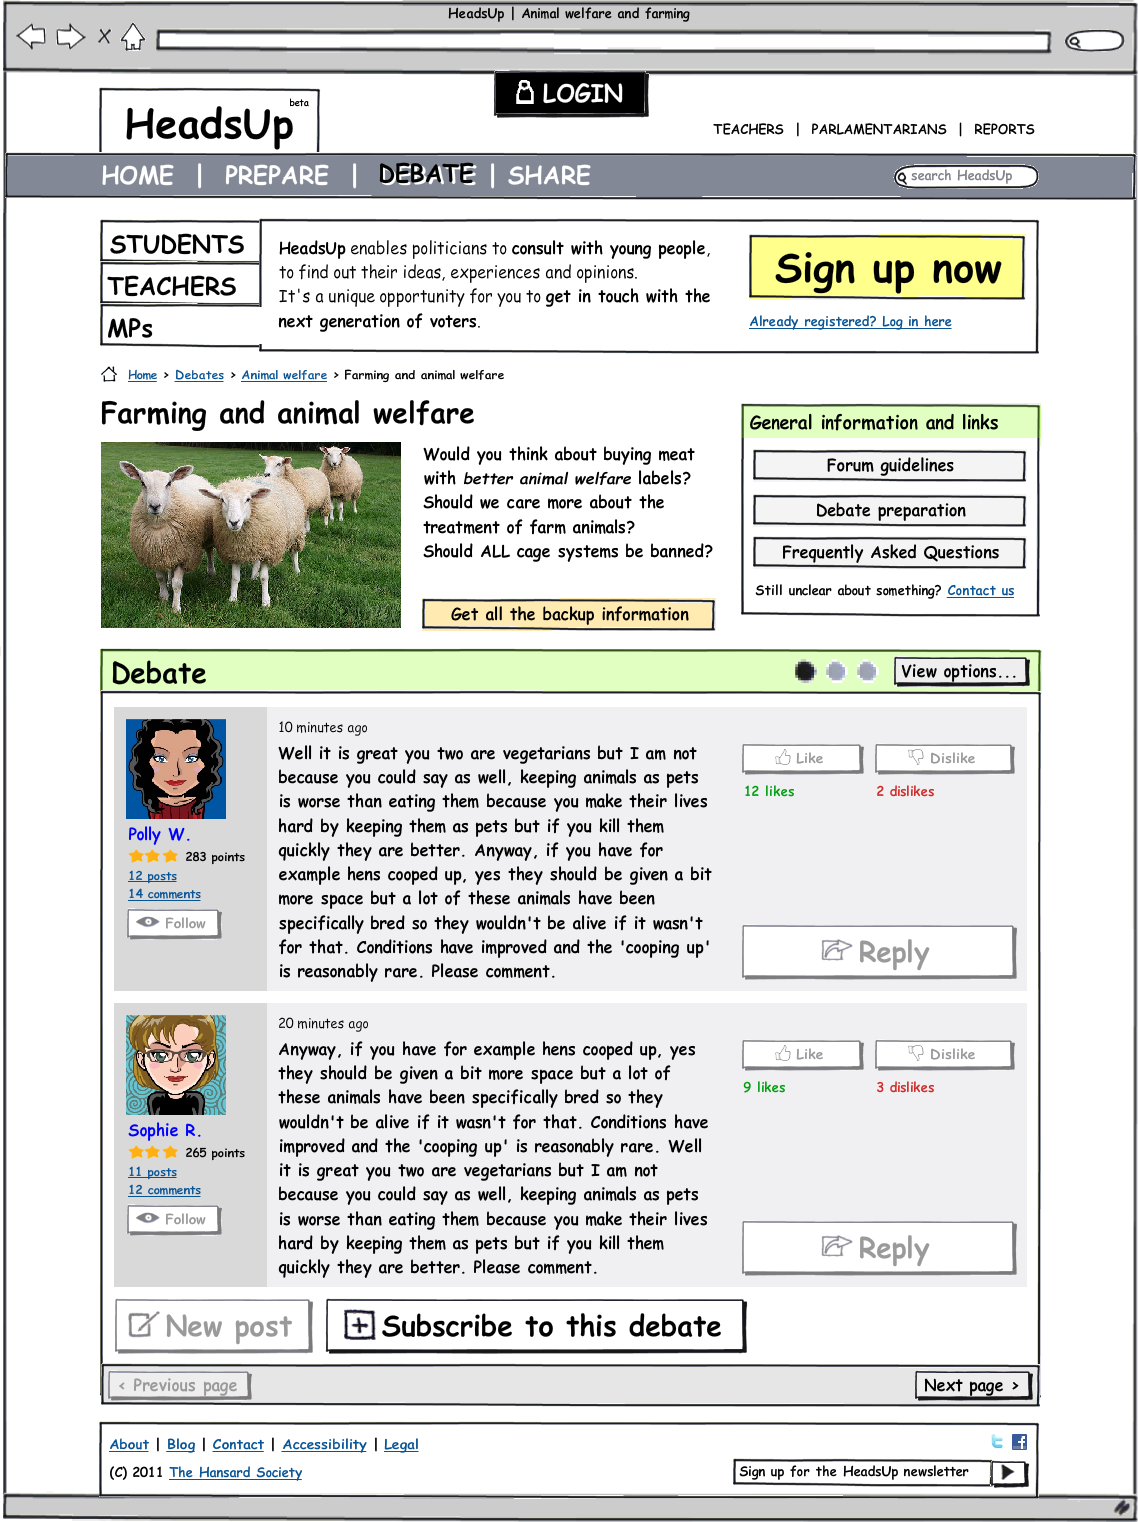 HeadsUp | Animal welfare and farming
LOGIN
HeadsUp beta
TEACHERS | PARLAMENTARIANS | REPORTS
HOME | PREPARE | DEBATE | SHARE
search HeadsUp
STUDENTS
TEACHERS
MPs
HeadsUp enables politicians to consult with young people,
to find out their ideas, experiences and opinions.
It's a unique opportunity for you to get in touch with the
next generation of voters.
Sign up now
Already registered? Log in here
Home > Debates > Animal welfare > Farming and animal welfare
Farming and animal welfare
Would you think about buying meat
with better animal welfare labels?
Should we care more about the
treatment of farm animals?
Should ALL cage systems be banned?
Get all the backup information
General information and links
Forum guidelines
Debate preparation
Frequently Asked Questions
Still unclear about something? Contact us
Debate
View options...
Polly W.
283 points
12 posts
14 comments
Follow
10 minutes ago
Well it is great you two are vegetarians but I am not
because you could say as well, keeping animals as pets
is worse than eating them because you make their lives
hard by keeping them as pets but if you kill them
quickly they are better. Anyway, if you have for
example hens cooped up, yes they should be given a bit
more space but a lot of these animals have been
specifically bred so they wouldn't be alive if it wasn't
for that. Conditions have improved and the 'cooping up'
is reasonably rare. Please comment.
Like
Dislike
12 likes
2 dislikes
Reply
Sophie R.
265 points
11 posts
12 comments
Follow
20 minutes ago
Anyway, if you have for example hens cooped up, yes
they should be given a bit more space but a lot of
these animals have been specifically bred so they
wouldn't be alive if it wasn't for that. Conditions have
improved and the 'cooping up' is reasonably rare. Well
it is great you two are vegetarians but I am not
because you could say as well, keeping animals as pets
is worse than eating them because you make their lives
hard by keeping them as pets but if you kill them
quickly they are better. Please comment.
Like
Dislike
9 likes
3 dislikes
Reply
New post
Subscribe to this debate
< Previous page
Next page >
About | Blog | Contact | Accessibility | Legal
(C) 2011 The Hansard Society
Sign up for the HeadsUp newsletter